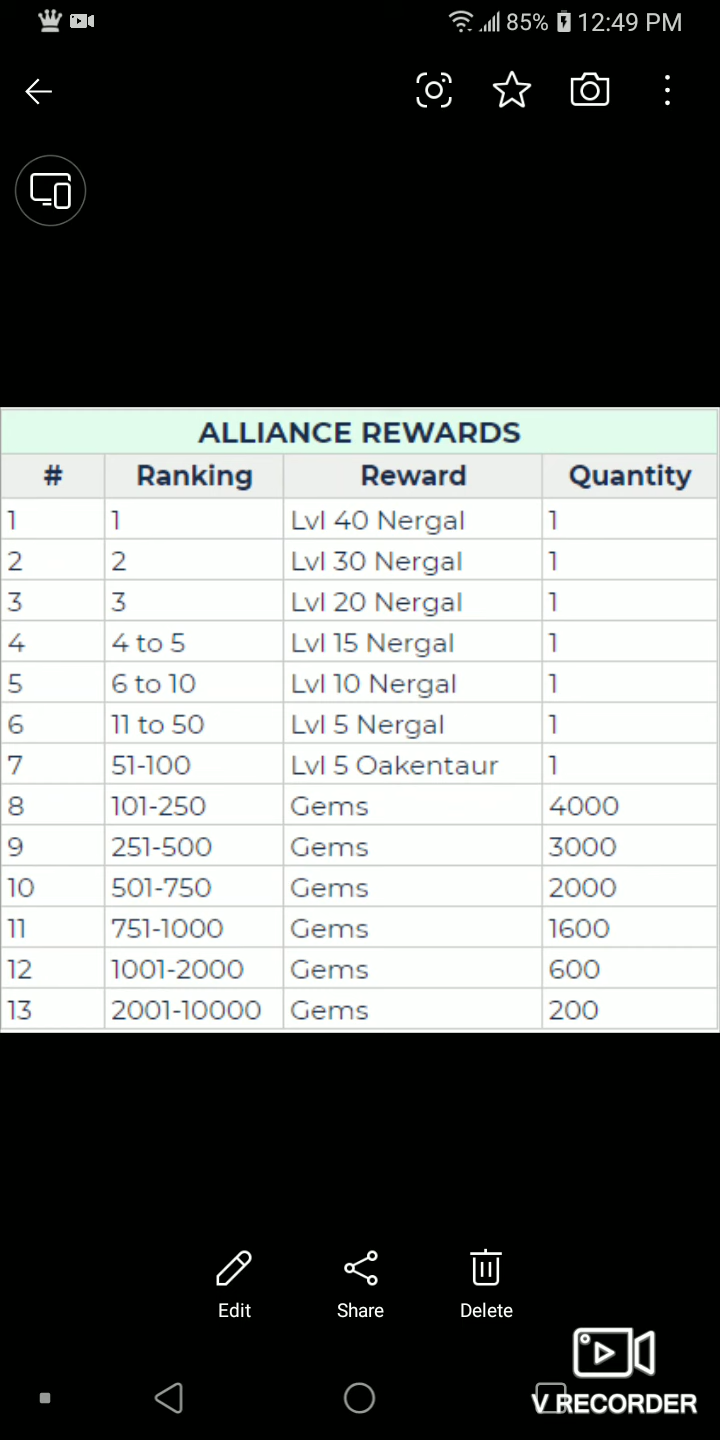 85% 12:49 PM
ALLIANCE REWARDS
# Ranking Reward Quantity
1 1 Lvl 40 Nergal 1
2 2 Lvl 30 Nergal 1
3 3 Lvl 20 Nergal 1
4 4 to 5 Lvl 15 Nergal 1
5 6 to 10 Lvl 10 Nergal 1
6 11 to 50 Lvl 5 Nergal 1
7 51-100 Lvl 5 Oakentaur 1
8 101-250 Gems 4000
9 251-500 Gems 3000
10 501-750 Gems 2000
11 751-1000 Gems 1600
12 1001-2000 Gems 600
13 2001-10000 Gems 200
Edit Share Delete
V RECORDER